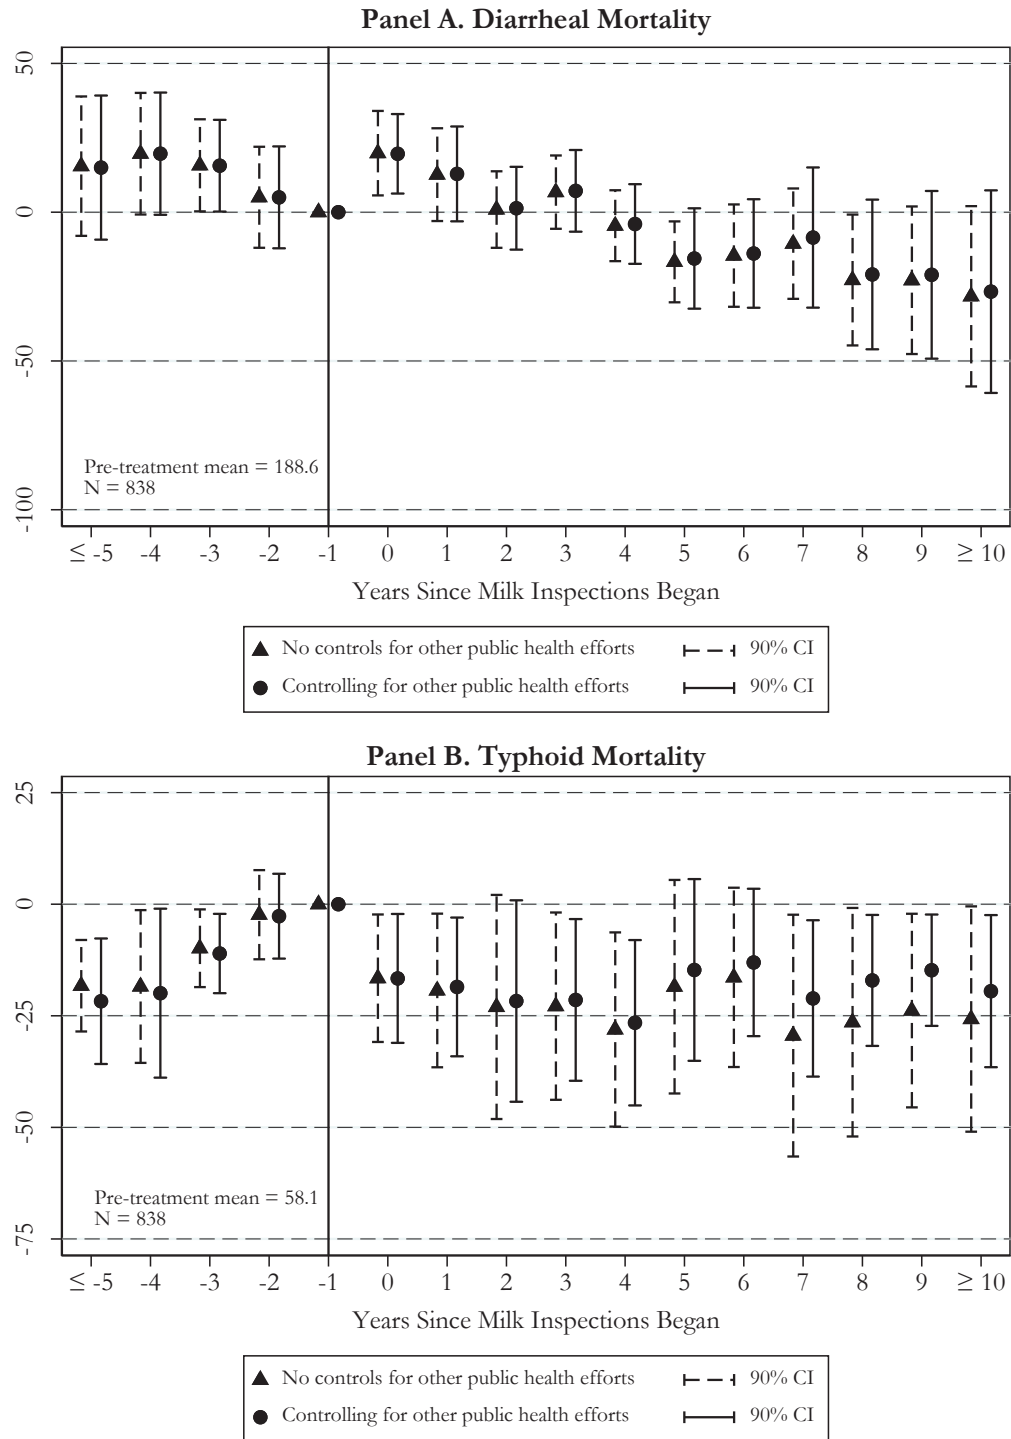 Panel A. Diarrheal Mortality
50
0
-50
-100
Pre-treatment mean = 188.6
N = 838
≤ -5 -4 -3 -2 -1 0 1 2 3 4 5 6 7 8 9 ≥ 10
Years Since Milk Inspections Began
No controls for other public health efforts 90% CI
Controlling for other public health efforts 90% CI
Panel B. Typhoid Mortality
25
0
-25
-50
-75
Pre-treatment mean = 58.1
N = 838
≤ -5 -4 -3 -2 -1 0 1 2 3 4 5 6 7 8 9 ≥ 10
Years Since Milk Inspections Began
No controls for other public health efforts 90% CI
Controlling for other public health efforts 90% CI